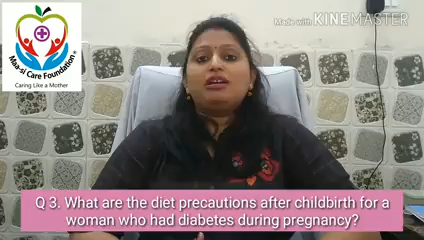 Maa-si Care Foundation®
Caring Like a Mother
Made with KINEMASTER
Q 3. What are the diet precautions after childbirth for a
woman who had diabetes during pregnancy?